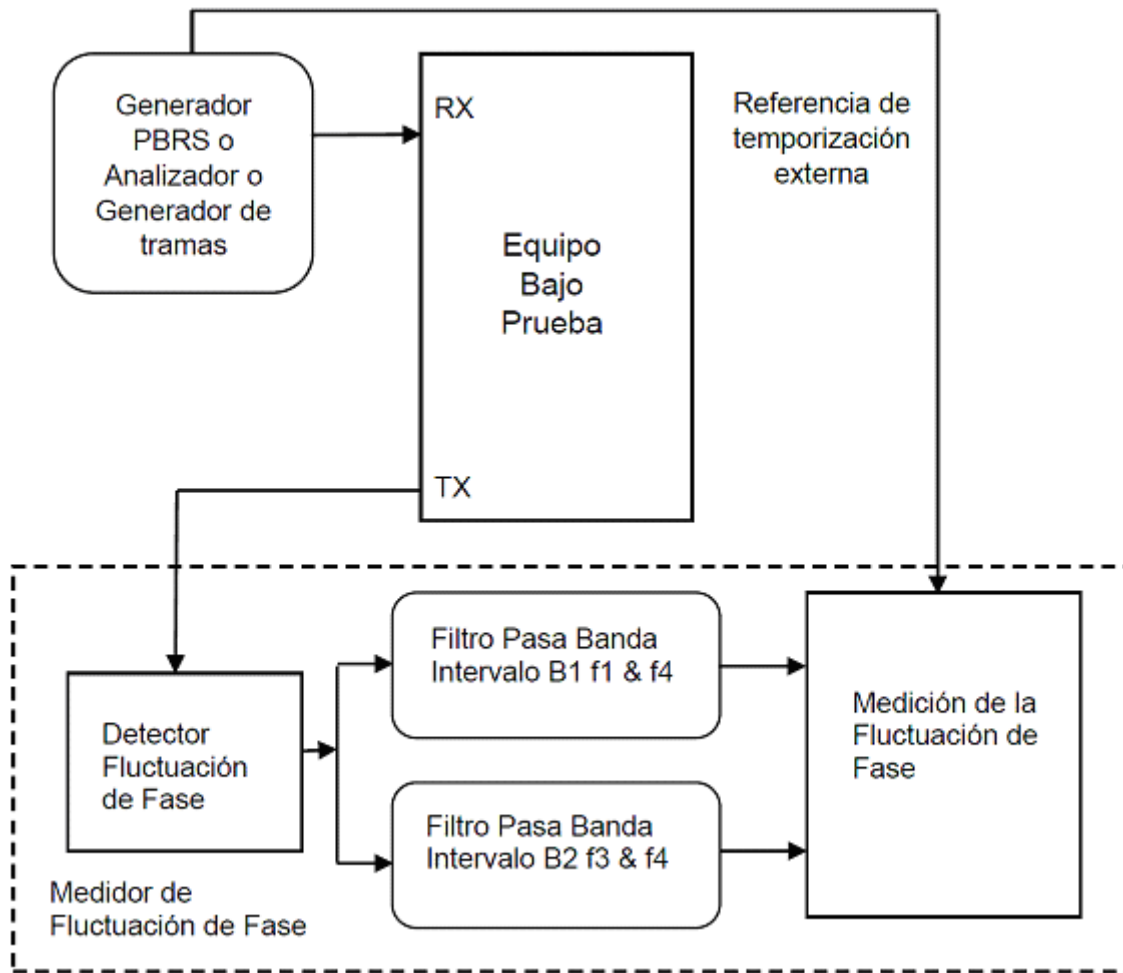 Generador
PBRS o
Analizador o
Generador de
tramas
RX
Equipo
Bajo
Prueba
TX
Referencia de
temporización
externa
Detector
Fluctuación
de Fase
Filtro Pasa Banda
Intervalo B1 f1 & f4
Filtro Pasa Banda
Intervalo B2 f3 & f4
Medición de la
Fluctuación de
Fase
Medidor de
Fluctuación de Fase